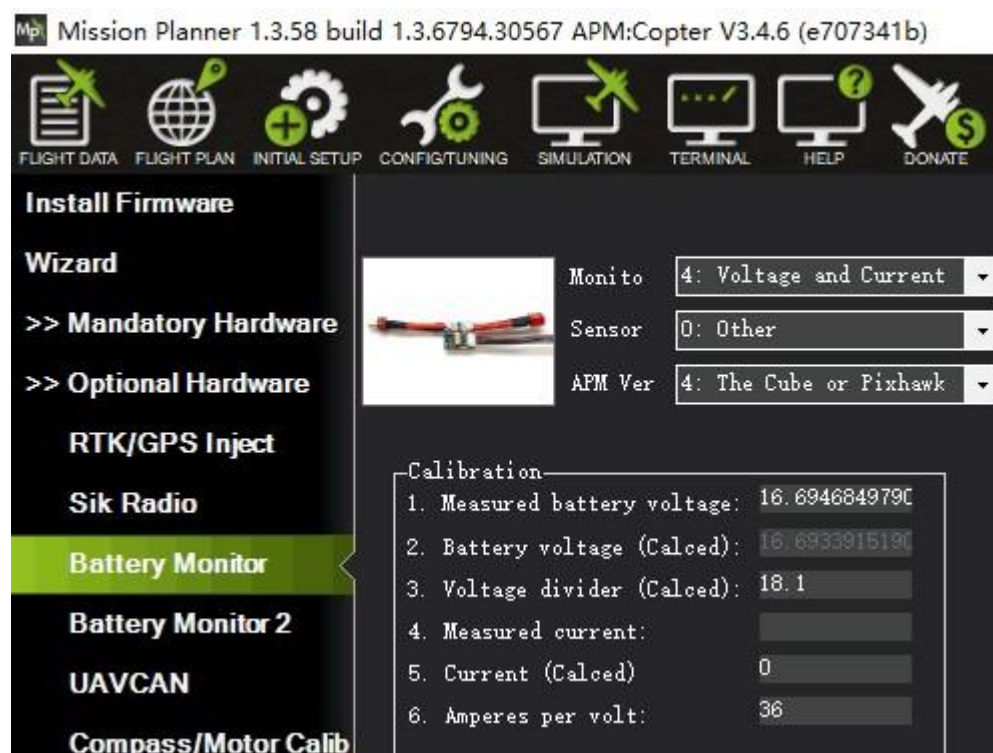 Mission Planner 1.3.58 build 1.3.6794.30567 APM:Copter V3.4.6 (e707341b)
FLIGHT DATA FLIGHT PLAN INITIAL SETUP CONFIG/TUNING SIMULATION TERMINAL HELP DONATE
Install Firmware
Wizard
>> Mandatory Hardware
>> Optional Hardware
RTK/GPS Inject
Sik Radio
Battery Monitor
Battery Monitor 2
UAVCAN
Compass/Motor Calib
Monito 4: Voltage and Current
Sensor 0: Other
APM Ver 4: The Cube or Pixhawk
Calibration
1. Measured battery voltage: 16.6946849790
2. Battery voltage (Calced): 16.6933915190
3. Voltage divider (Calced): 18.1
4. Measured current:
5. Current (Calced) 0
6. Amperes per volt: 36